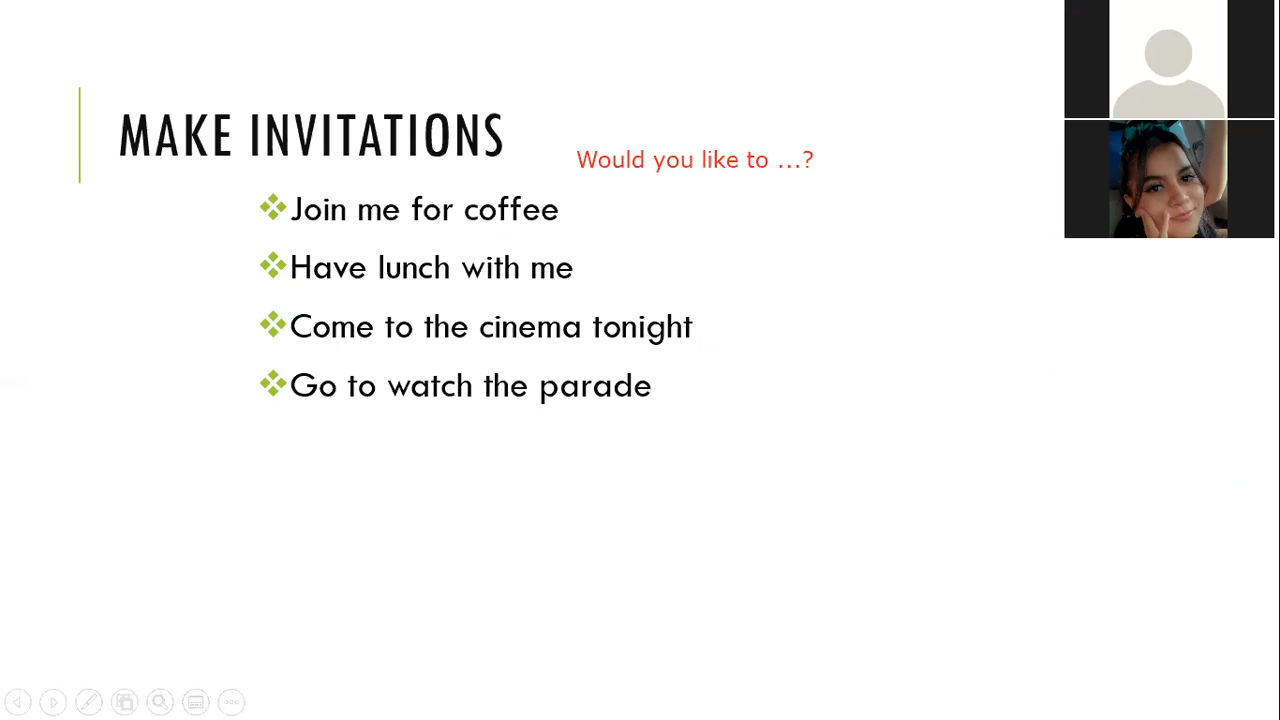 MAKE INVITATIONS
Would you like to ...?
Join me for coffee
Have lunch with me
Come to the cinema tonight
Go to watch the parade